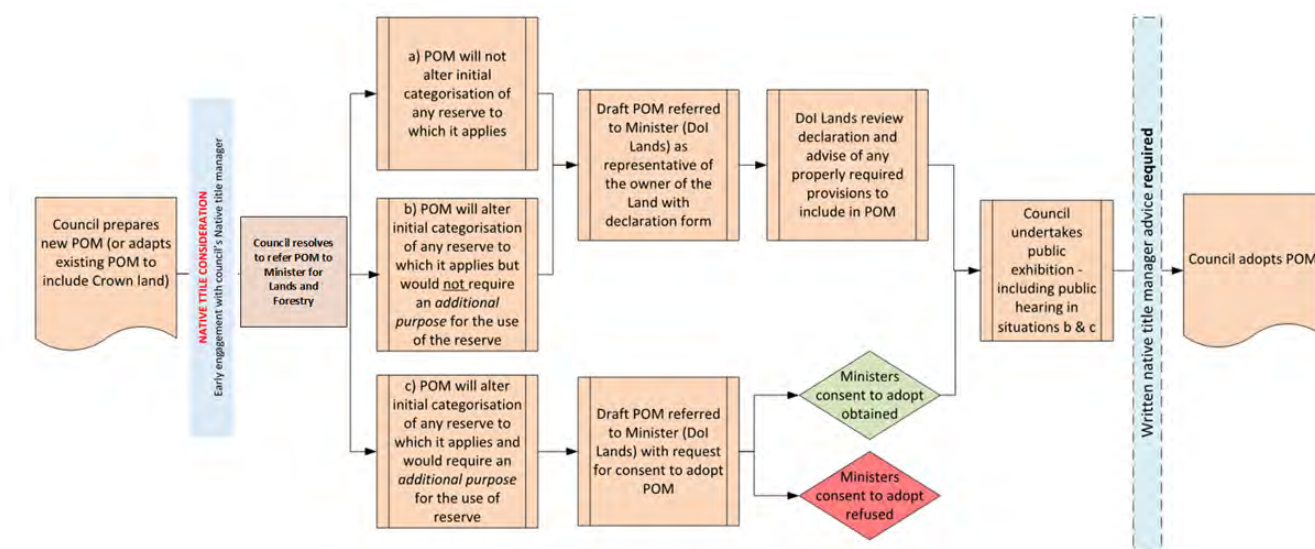 Council prepares
new POM (or adapts
existing POM to
include Crown land)
NATIVE TTILE CONSIDERATION
Early engagement with council's Native title manager
Council resolves
to refer POM to
Minister for
Lands and
Forestry
a) POM will not
alter initial
categorisation of
any reserve to
which it applies
b) POM will alter
initial categorisation
of any reserve to
which it applies but
would not require
an additional
purpose for the use
of the reserve
c) POM will alter
initial categorisation
of any reserve to
which it applies and
would require an
additional purpose
for the use of
reserve
Draft POM referred
to Minister (DoI
Lands) as
representative of
the owner of the
Land with
declaration form
DoI Lands review
declaration and
advise of any
properly required
provisions to
include in POM
Draft POM referred
to Minister (DoI
Lands) with request
for consent to adopt
POM
Ministers
consent to adopt
obtained
Ministers
consent to adopt
refused
Council
undertakes
public
exhibition -
including public
hearing in
situations b & c
Written native title manager advice required
Council adopts POM